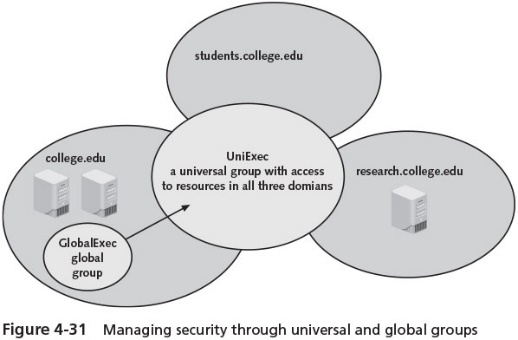 students.college.edu
college.edu
UniExec
a universal group with access
to resources in all three domians
research.college.edu
GlobalExec
global
group
Figure 4-31 Managing security through universal and global groups